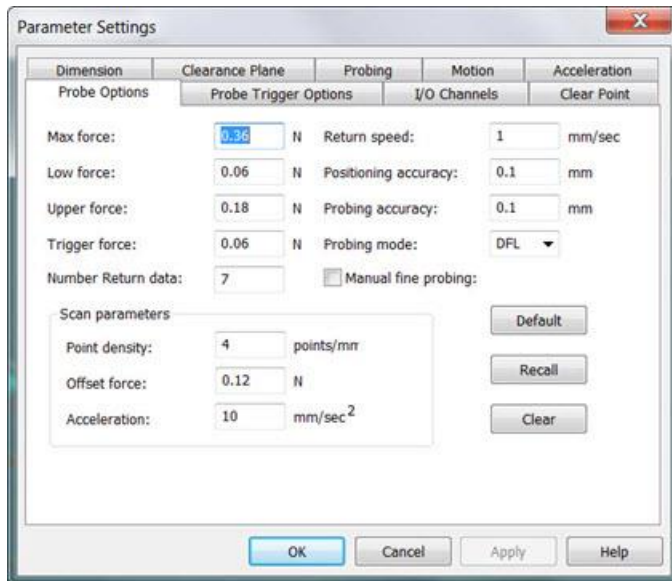 Parameter Settings
Dimension Clearance Plane Probing Motion Acceleration
Probe Options Probe Trigger Options I/O Channels Clear Point
Max force: 0.36 N Return speed: 1 mm/sec
Low force: 0.06 N Positioning accuracy: 0.1 mm
Upper force: 0.18 N Probing accuracy: 0.1 mm
Trigger force: 0.06 N Probing mode: DFL
Number Return data: 7 Manual fine probing:
Scan parameters
Default
Point density: 4 points/mm
Recall
Offset force: 0.12 N
Acceleration: 10 mm/sec2
Clear
OK Cancel Apply Help